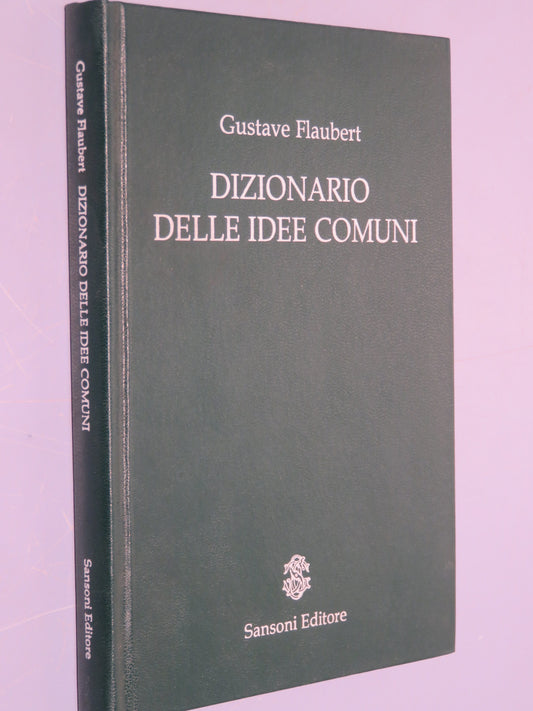 Gustave Flaubert
DIZIONARIO
DELLE IDEE COMUNI
Sansoni Editore
Gustave Flaubert DIZIONARIO DELLE IDEE COMUNI Sansoni Editore